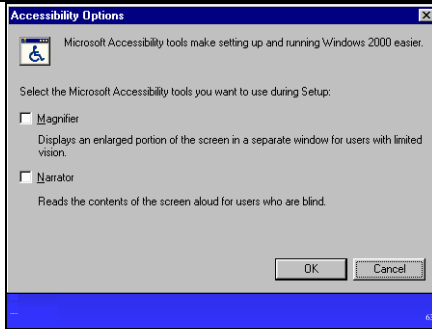 Accessibility Options
Microsoft Accessibility tools make setting up and running Windows 2000 easier.
Select the Microsoft Accessibility tools you want to use during Setup:
Magnifier
Displays an enlarged portion of the screen in a separate window for users with limited
vision.
Narrator
Reads the contents of the screen aloud for users who are blind.
OK Cancel